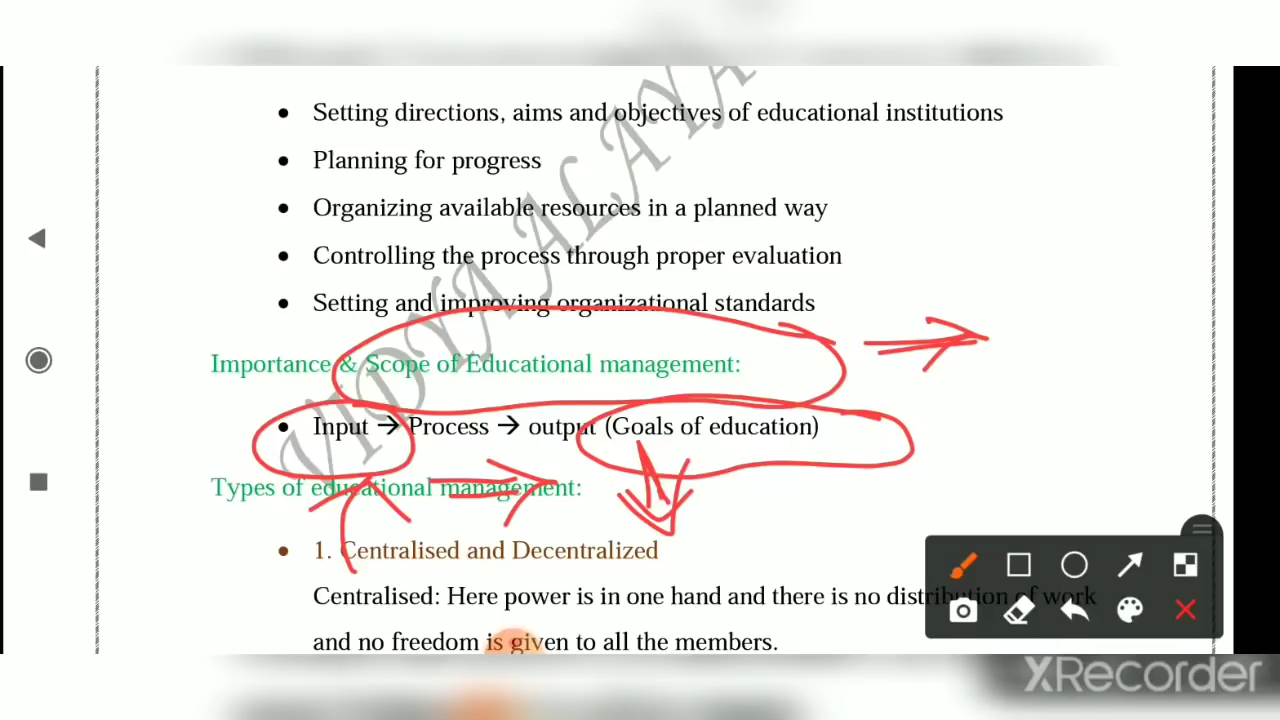 • Setting directions, aims and objectives of educational institutions
• Planning for progress
• Organizing available resources in a planned way
• Controlling the process through proper evaluation
• Setting and improving organizational standards
Importance & Scope of Educational management:
• Input → Process → output (Goals of education)
Types of educational management:
• 1. Centralised and Decentralized
Centralised: Here power is in one hand and there is no distribution of work
and no freedom is given to all the members.
VIDYA ALAYA
XRecorder